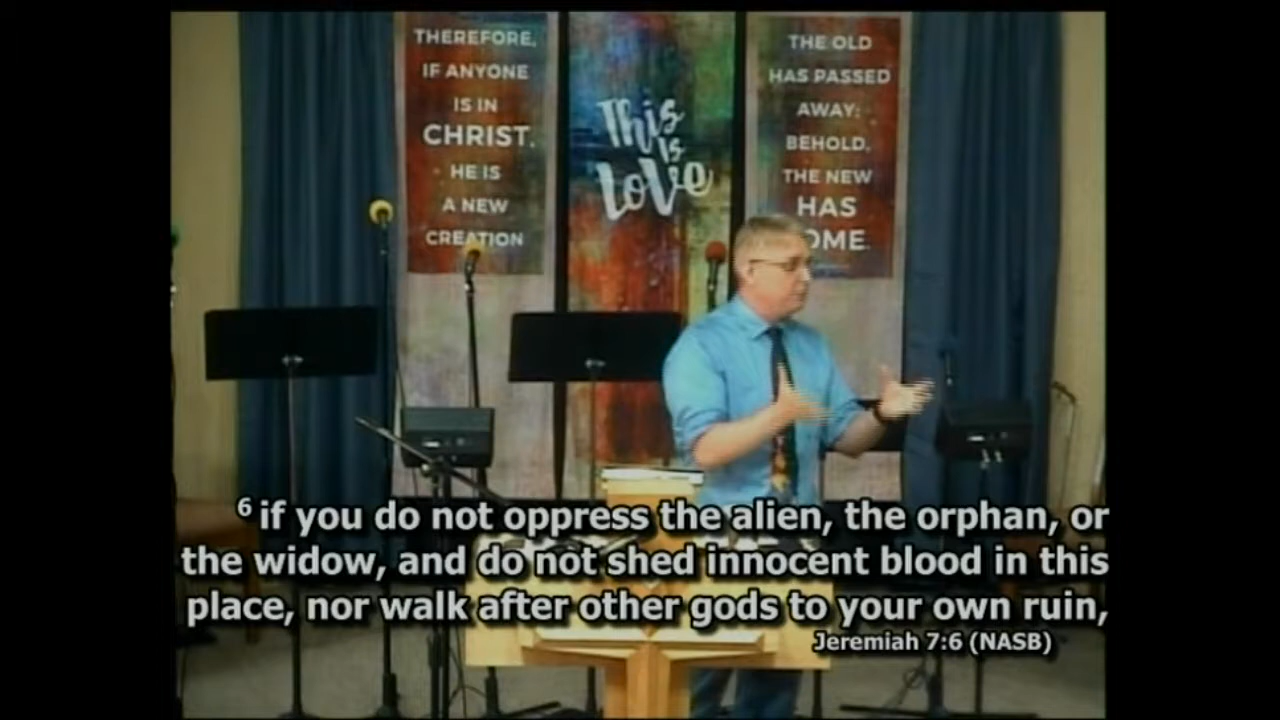 THEREFORE,
IF ANYONE
IS IN
CHRIST,
HE IS
A NEW
CREATION
This
is
Love
THE OLD
HAS PASSED
AWAY;
BEHOLD,
THE NEW
HAS
OME.
6 if you do not oppress the alien, the orphan, or
the widow, and do not shed innocent blood in this
place, nor walk after other gods to your own ruin,
Jeremiah 7:6 (NASB)